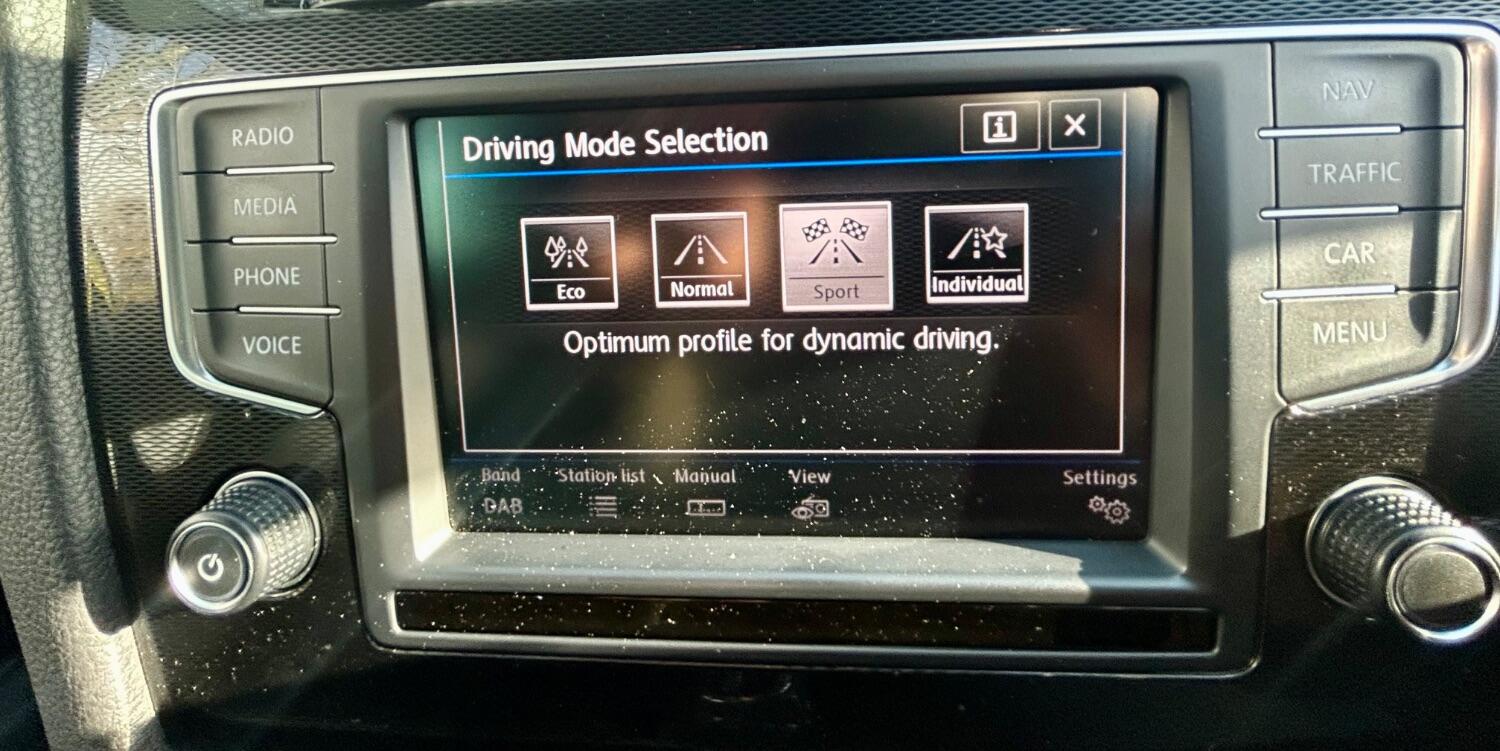 RADIO
MEDIA
PHONE
VOICE
Driving Mode Selection
i X
Eco Normal Sport Individual
Optimum profile for dynamic driving.
Band Station list Manual View Settings
DAB
NAV
TRAFFIC
CAR
MENU